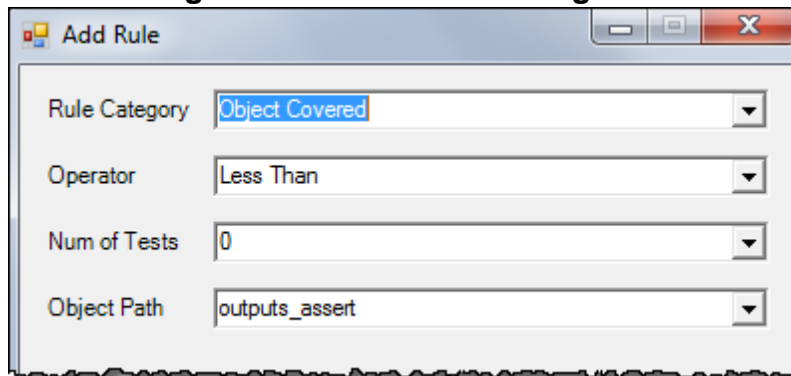 Add Rule
Rule Category Object Covered
Operator Less Than
Num of Tests 0
Object Path outputs_assert